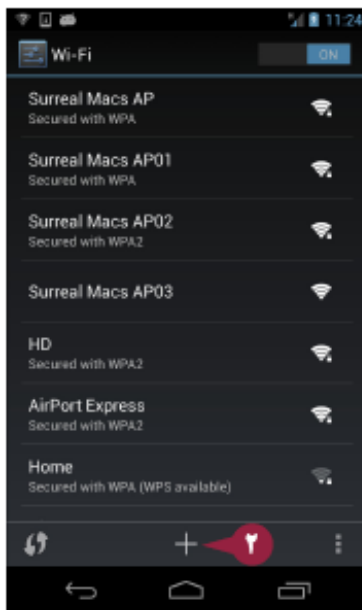 11:24
Wi-Fi
ON
Surreal Macs AP
Secured with WPA
Surreal Macs AP01
Secured with WPA
Surreal Macs AP02
Secured with WPA2
Surreal Macs AP03
HD
Secured with WPA2
AirPort Express
Secured with WPA2
Home
Secured with WPA (WPS available)
۲